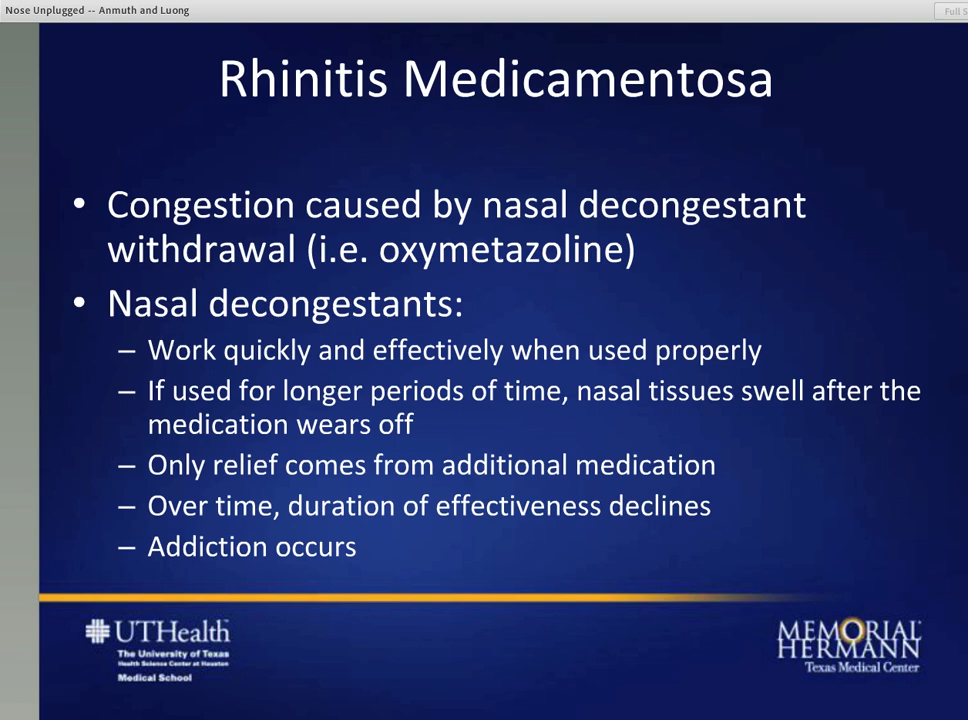 Nose Unplugged -- Anmuth and Luong
Full S
Rhinitis Medicamentosa
• Congestion caused by nasal decongestant
withdrawal (i.e. oxymetazoline)
• Nasal decongestants:
– Work quickly and effectively when used properly
– If used for longer periods of time, nasal tissues swell after the
medication wears off
– Only relief comes from additional medication
– Over time, duration of effectiveness declines
– Addiction occurs
UTHealth
The University of Texas
Health Science Center at Houston
Medical School
MEMORIAL
HERMANN
Texas Medical Center